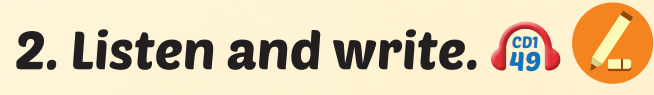 2. Listen and write. CD1
49